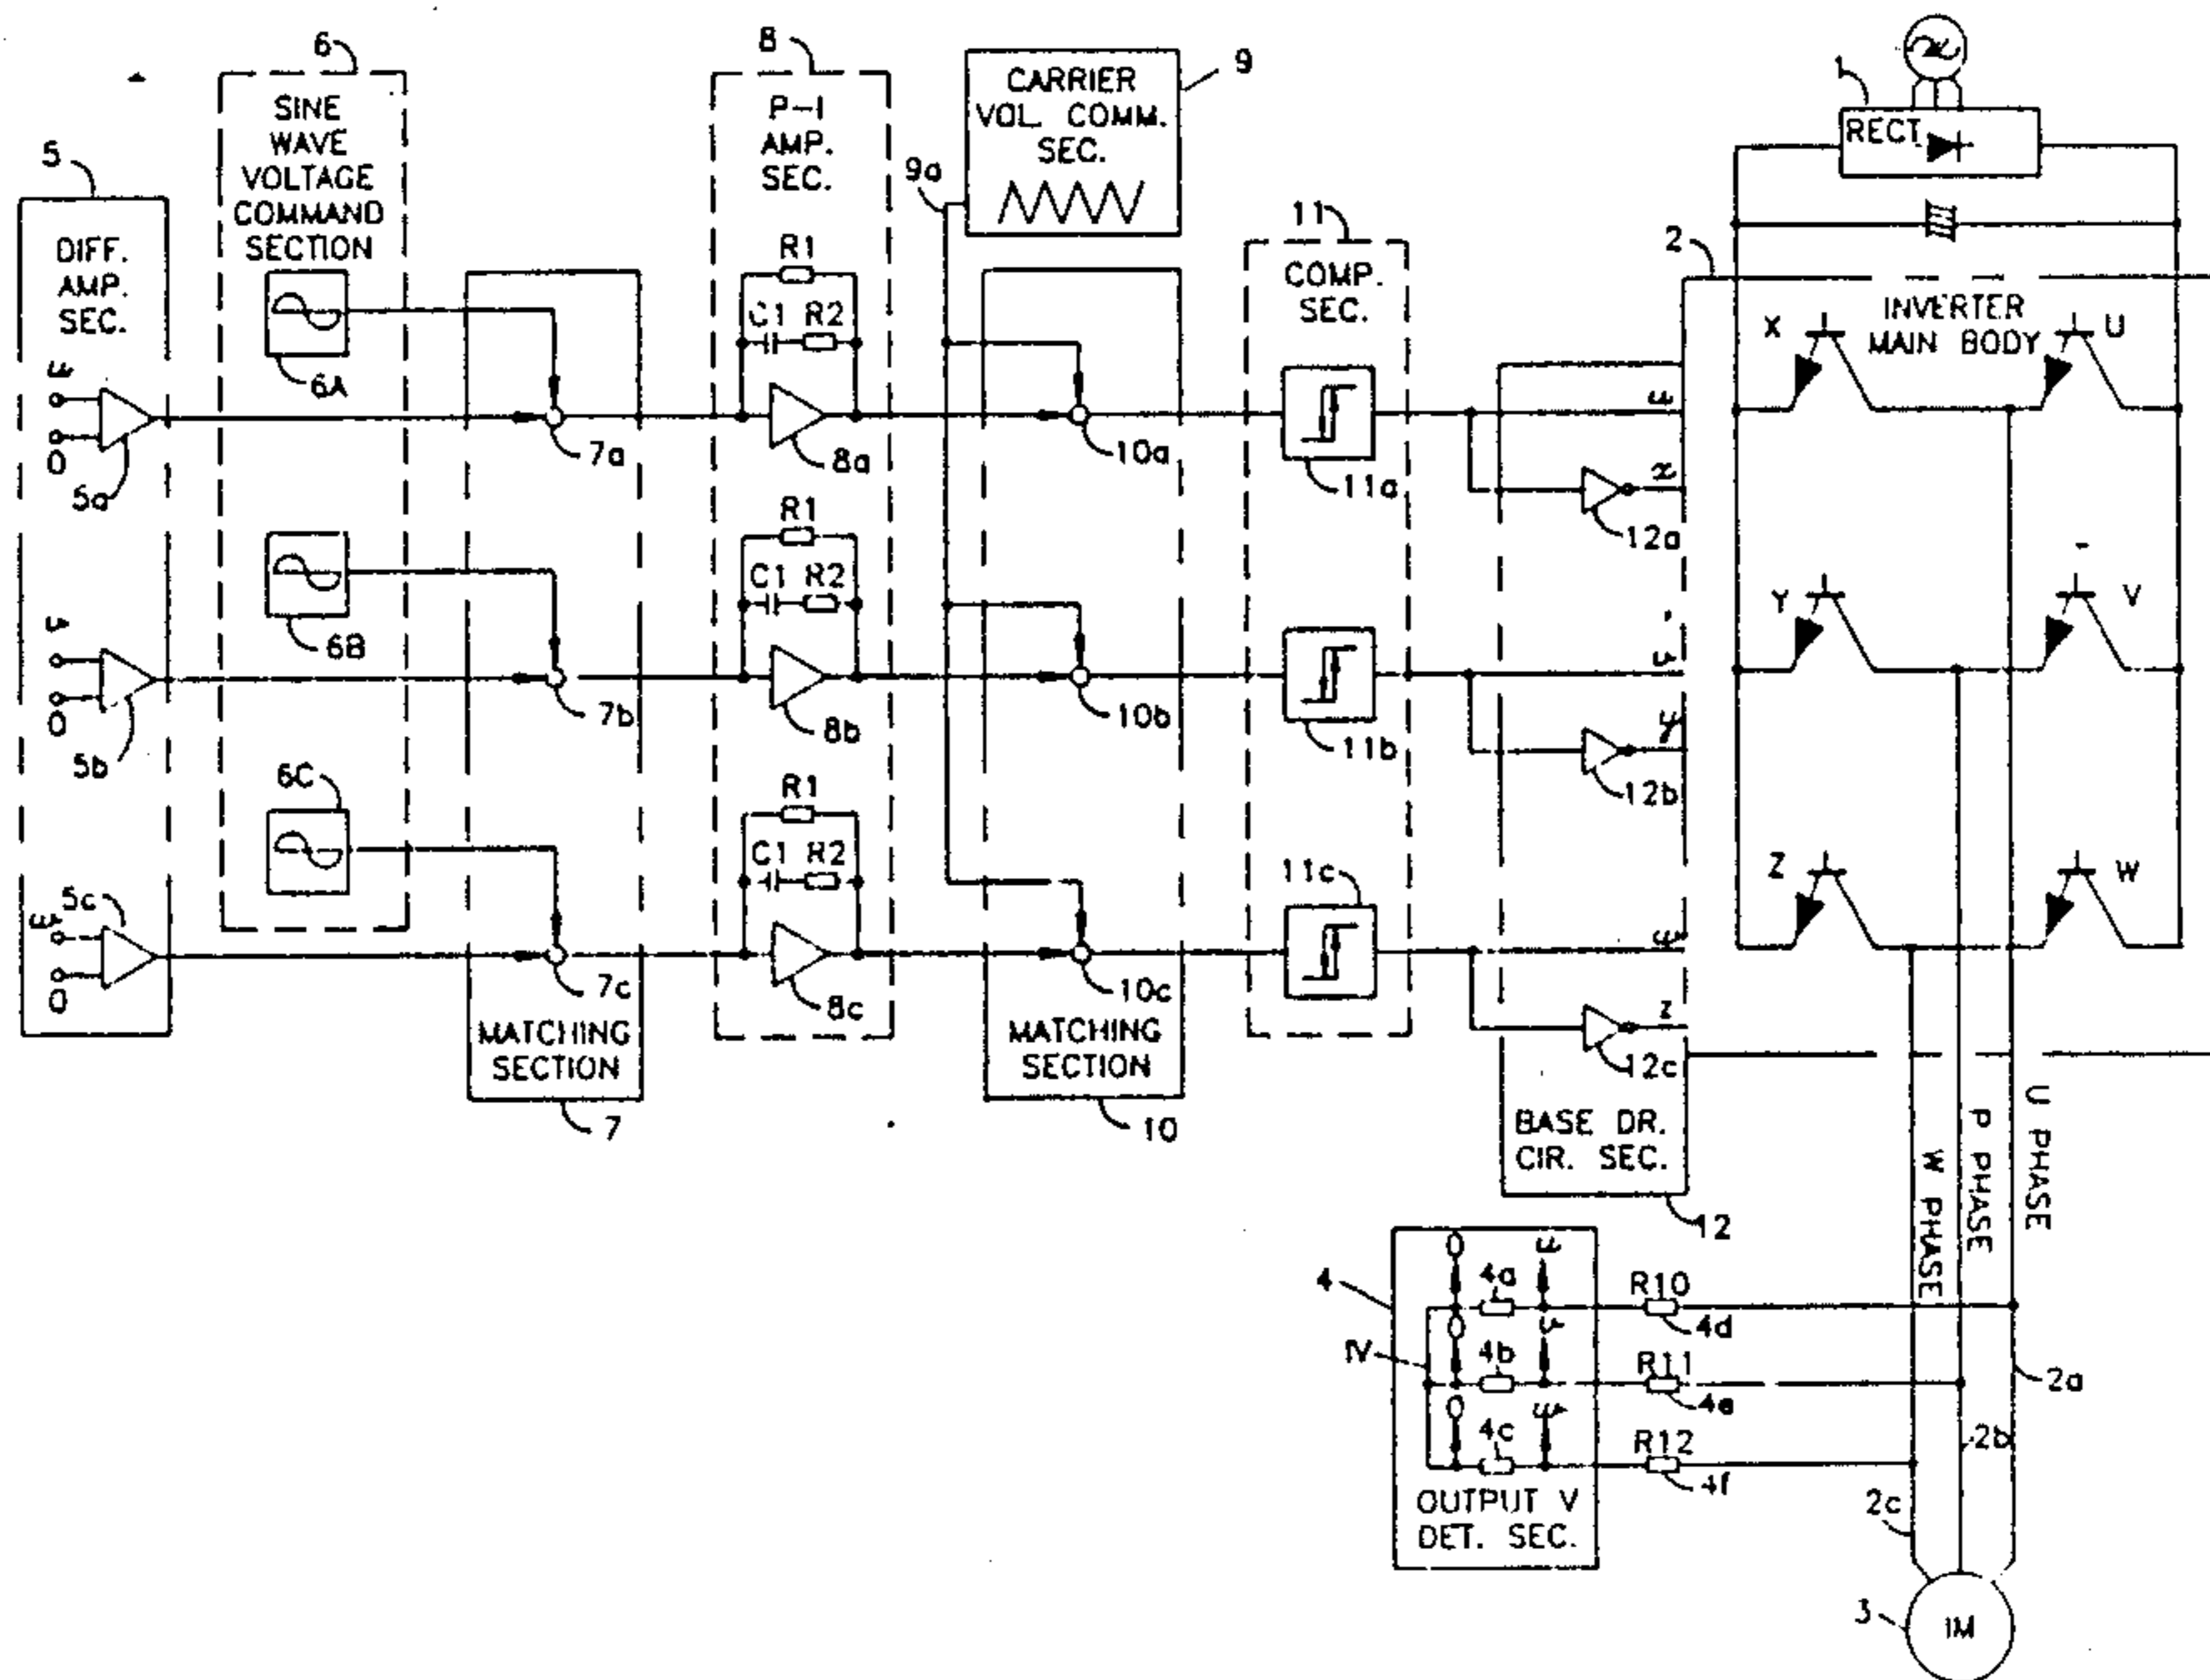 5
DIFF.
AMP.
SEC.
O
5a
O
5b
5c
O
6
SINE
WAVE
VOLTAGE
COMMAND
SECTION
6A
6B
6C
7a
7b
7c
MATCHING
SECTION
7
8
P-I
AMP.
SEC.
R1
C1 R2
8a
R1
C1 R2
8b
R1
C1 R2
8c
9
CARRIER
VOL. COMM.
SEC.
9a
10a
10b
10c
MATCHING
SECTION
10
11
COMP.
SEC.
11a
11b
11c
u
x
12a
y
12b
z
12c
BASE DR.
CIR. SEC.
12
1
RECT.
2
INVERTER
MAIN BODY
X
U
Y
V
Z
W
U PHASE
P PHASE
W PHASE
4
O
4a
R10
4d
O
IV
4b
R11
4e
O
4c
R12
4f
OUTPUT V
DET. SEC.
2a
2b
2c
3
IM